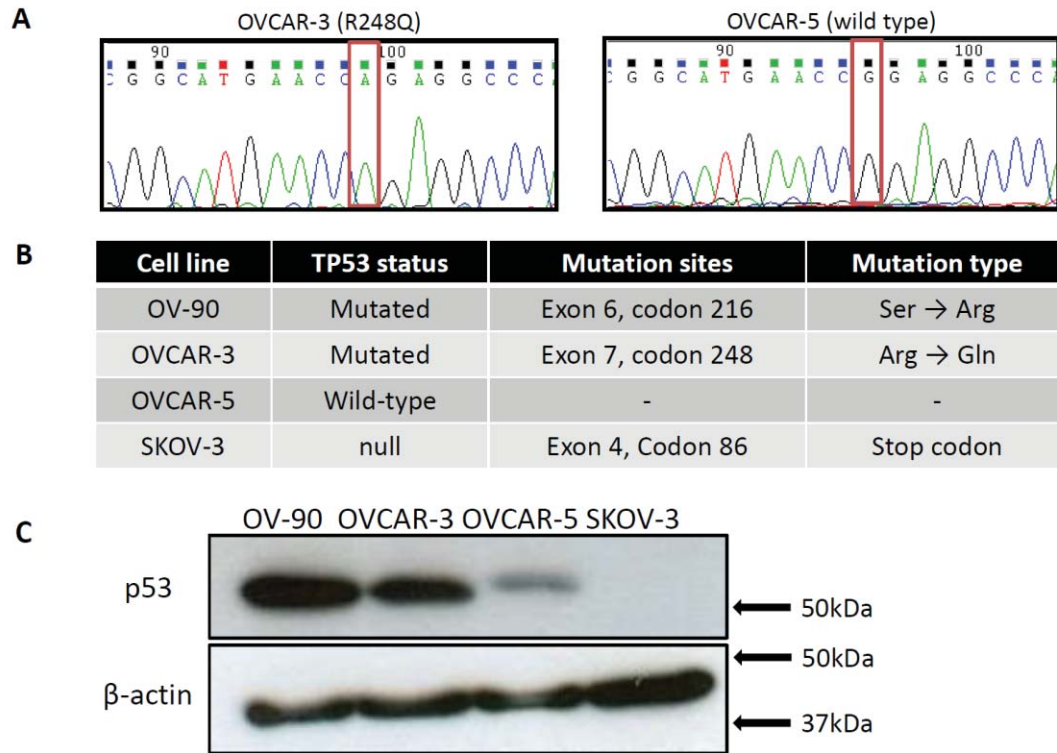 A
OVCAR-3 (R248Q) OVCAR-5 (wild type)
90 100 90 100
C G G C A T G A A C C A G A G G C C C A
C G G C A T G A A C C G G A G G C C C A
B
Cell line TP53 status Mutation sites Mutation type
OV-90 Mutated Exon 6, codon 216 Ser → Arg
OVCAR-3 Mutated Exon 7, codon 248 Arg → Gln
OVCAR-5 Wild-type - -
SKOV-3 null Exon 4, Codon 86 Stop codon
C
OV-90 OVCAR-3 OVCAR-5 SKOV-3
p53
50kDa
50kDa
β-actin
37kDa